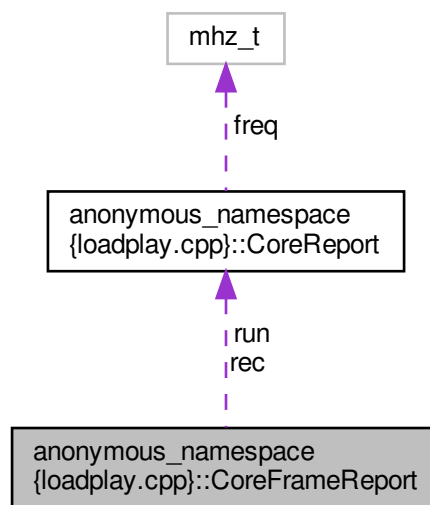 mhz_t
freq
anonymous_namespace
{loadplay.cpp}::CoreReport
run
rec
anonymous_namespace
{loadplay.cpp}::CoreFrameReport